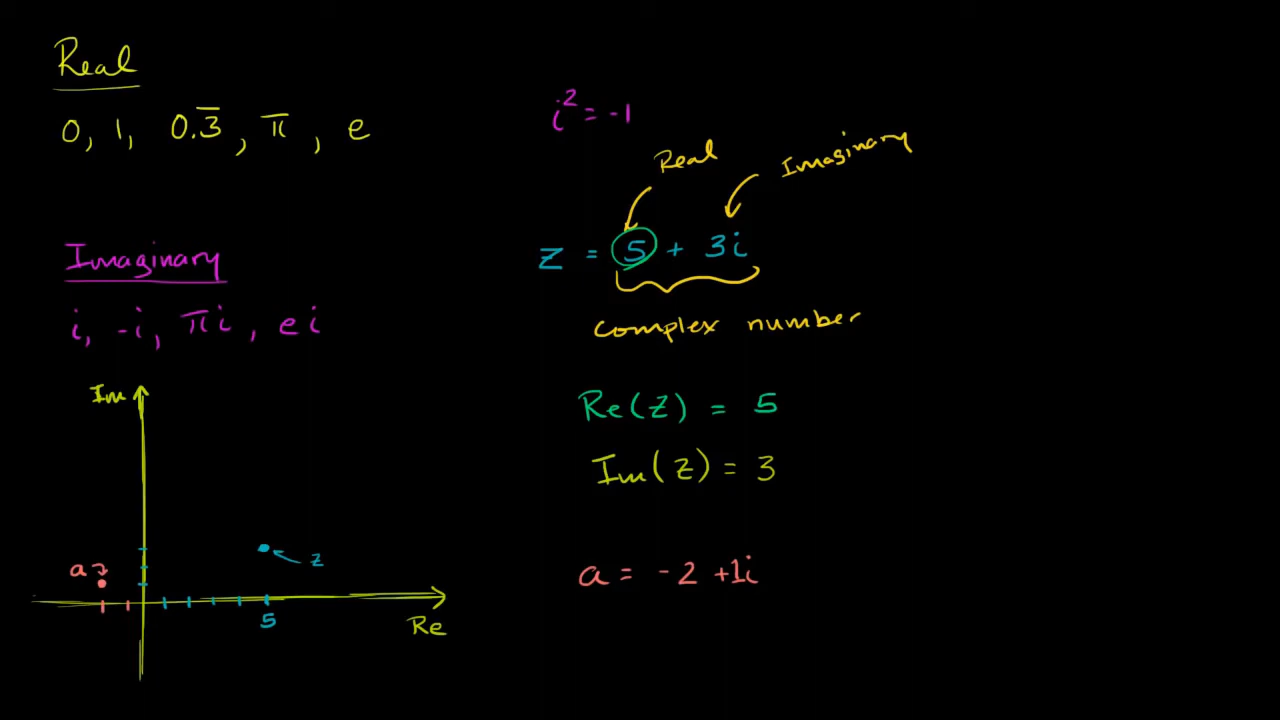 Real
0, 1, 0.3̅, π, e
Imaginary
i, -i, πi, ei
Im
a
z
5
Re
i² = -1
Real
Imaginary
z = 5 + 3i
complex number
Re(z) = 5
Im(z) = 3
a = -2 +1i